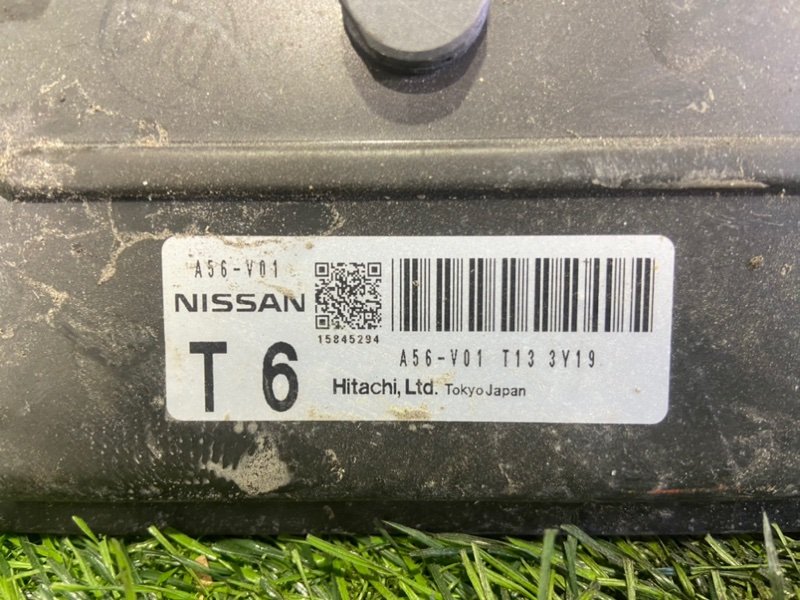 A56-V01
NISSAN
15845294
T 6
A56-V01 T13 3Y19
Hitachi, Ltd. Tokyo Japan